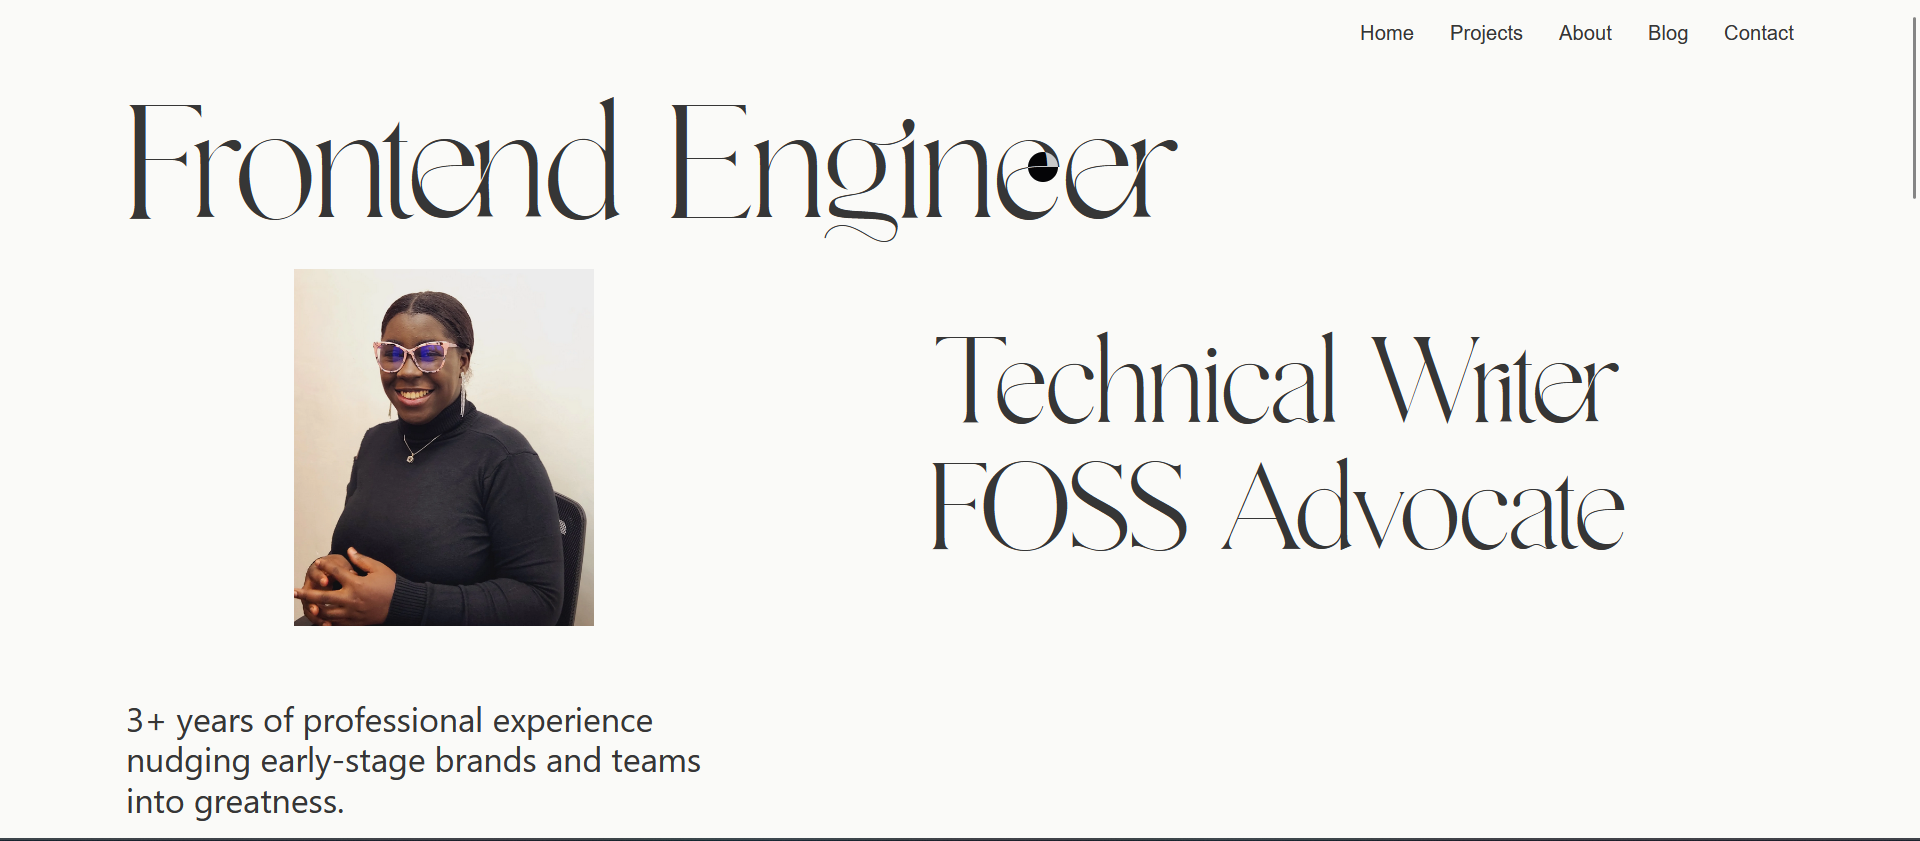 Home Projects About Blog Contact
Frontend Engineer
Technical Writer
FOSS Advocate
3+ years of professional experience
nudging early-stage brands and teams
into greatness.